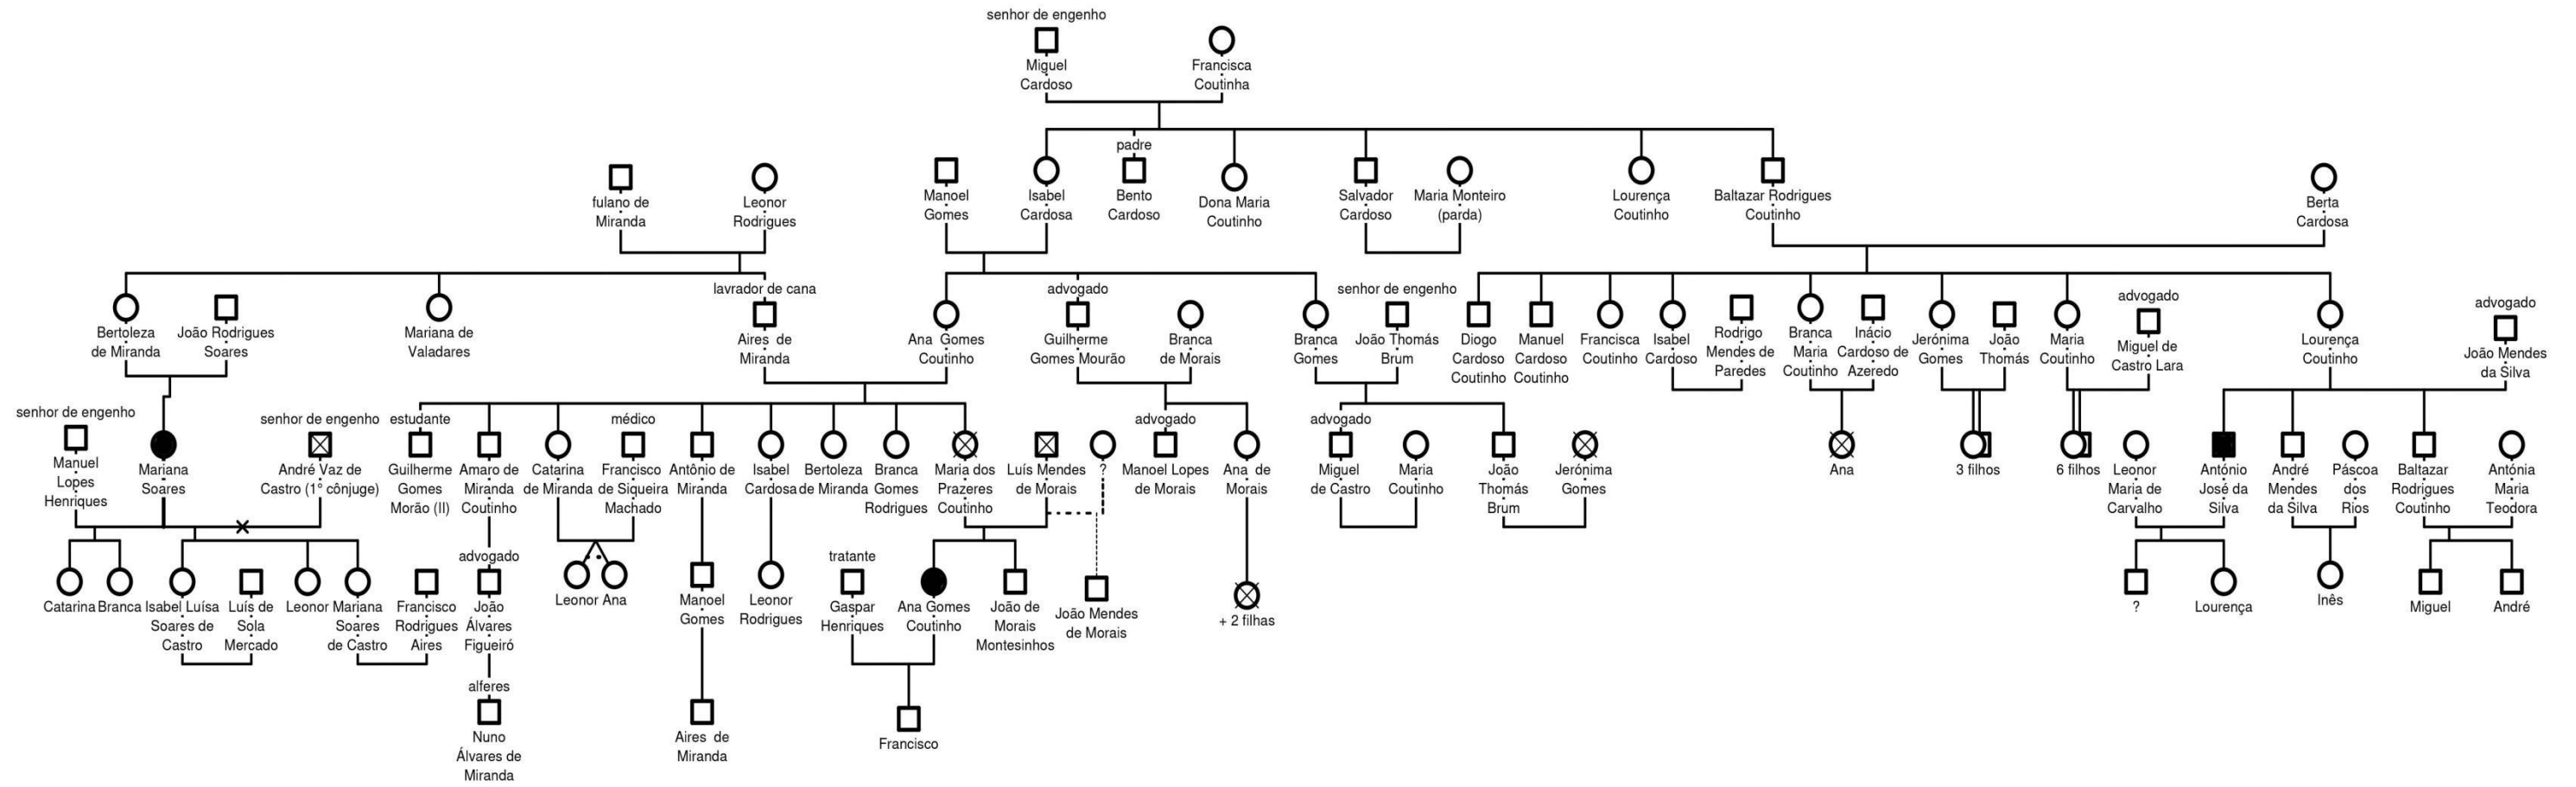 senhor de engenho
Miguel
Cardoso
Francisca
Coutinha
fulano de
Miranda
Leonor
Rodrigues
Manoel
Gomes
Isabel
Cardosa
padre
Bento
Cardoso
Dona Maria
Coutinho
Salvador
Cardoso
Maria Monteiro
(parda)
Lourença
Coutinho
Baltazar Rodrigues
Coutinho
Berta
Cardosa
Bertoleza
de Miranda
João Rodrigues
Soares
Mariana de
Valadares
lavrador de cana
Aires de
Miranda
Ana Gomes
Coutinho
advogado
Guilherme
Gomes Mourão
Branca
de Morais
Branca
Gomes
senhor de engenho
João Thomás
Brum
Diogo
Cardoso
Coutinho
Manuel
Cardoso
Coutinho
Francisca
Coutinho
Isabel
Cardoso
Rodrigo
Mendes de
Paredes
Branca
Maria
Coutinho
Inácio
Cardoso de
Azeredo
Jerónima
Gomes
João
Thomás
Maria
Coutinho
advogado
Miguel de
Castro Lara
Lourença
Coutinho
advogado
João Mendes
da Silva
senhor de engenho
Manuel
Lopes
Henriques
Mariana
Soares
senhor de engenho
André Vaz de
Castro (1° cônjuge)
estudante
Guilherme
Gomes
Morão (II)
Amaro de
Miranda
Coutinho
Catarina
de Miranda
médico
Francisco
de Siqueira
Machado
Antônio de
Miranda
Isabel
Cardosa
Bertoleza
de Miranda
Branca
Gomes
Rodrigues
Maria dos
Prazeres
Coutinho
Luís Mendes
de Morais
?
advogado
Manoel Lopes
de Morais
Ana de
Morais
advogado
Miguel
de Castro
Maria
Coutinho
João
Thomás
Brum
Jerónima
Gomes
Ana
3 filhos
6 filhos
Leonor
Maria de
Carvalho
António
José da
Silva
André
Mendes
da Silva
Páscoa
dos
Rios
Baltazar
Rodrigues
Coutinho
Antónia
Maria
Teodora
Catarina
Branca
Isabel Luísa
Soares de
Castro
Luís de
Sola
Mercado
Leonor
Mariana
Soares
de Castro
Francisco
Rodrigues
Aires
advogado
João
Álvares
Figueiró
Leonor
Ana
Manoel
Gomes
Leonor
Rodrigues
tratante
Gaspar
Henriques
Ana Gomes
Coutinho
João de
Morais
Montesinhos
João Mendes
de Morais
+ 2 filhas
?
Lourença
Inês
Miguel
André
alferes
Nuno
Álvares de
Miranda
Aires de
Miranda
Francisco